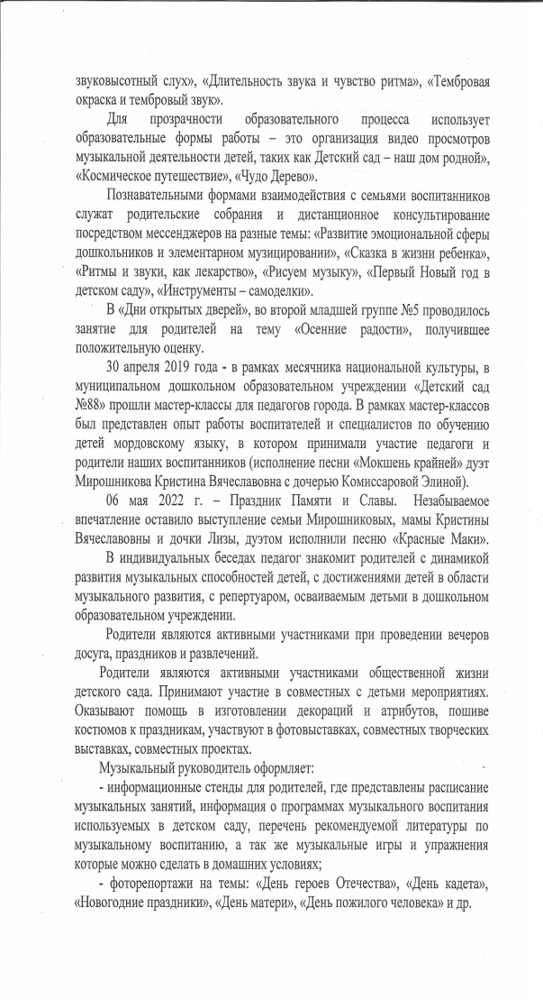 звуковысотный слух», «Длительность звука и чувство ритма», «Тембровая
окраска и тембровый звук».
Для прозрачности образовательного процесса использует
образовательные формы работы – это организация видео просмотров
музыкальной деятельности детей, таких как Детский сад – наш дом родной»,
«Космическое путешествие», «Чудо Дерево».
Познавательными формами взаимодействия с семьями воспитанников
служат родительские собрания и дистанционное консультирование
посредством мессенджеров на разные темы: «Развитие эмоциональной сферы
дошкольников и элементарном музицировании», «Сказка в жизни ребенка»,
«Ритмы и звуки, как лекарство», «Рисуем музыку», «Первый Новый год в
детском саду», «Инструменты – самоделки».
В «Дни открытых дверей», во второй младшей группе №5 проводилось
занятие для родителей на тему «Осенние радости», получившее
положительную оценку.
30 апреля 2019 года - в рамках месячника национальной культуры, в
муниципальном дошкольном образовательном учреждении «Детский сад
№88» прошли мастер-классы для педагогов города. В рамках мастер-классов
был представлен опыт работы воспитателей и специалистов по обучению
детей мордовскому языку, в котором принимали участие педагоги и
родители наших воспитанников (исполнение песни «Мокшень крайней» дуэт
Мирошникова Кристина Вячеславовна с дочерью Комиссаровой Элиной).
06 мая 2022 г. – Праздник Памяти и Славы. Незабываемое
впечатление оставило выступление семьи Мирошниковых, мамы Кристины
Вячеславовны и дочки Лизы, дуэтом исполнили песню «Красные Маки».
В индивидуальных беседах педагог знакомит родителей с динамикой
развития музыкальных способностей детей, с достижениями детей в области
музыкального развития, с репертуаром, осваиваемым детьми в дошкольном
образовательном учреждении.
Родители являются активными участниками при проведении вечеров
досуга, праздников и развлечений.
Родители являются активными участниками общественной жизни
детского сада. Принимают участие в совместных с детьми мероприятиях.
Оказывают помощь в изготовлении декораций и атрибутов, пошиве
костюмов к праздникам, участвуют в фотовыставках, совместных творческих
выставках, совместных проектах.
Музыкальный руководитель оформляет:
- информационные стенды для родителей, где представлены расписание
музыкальных занятий, информация о программах музыкального воспитания
используемых в детском саду, перечень рекомендуемой литературы по
музыкальному воспитанию, а так же музыкальные игры и упражнения
которые можно сделать в домашних условиях;
- фоторепортажи на темы: «День героев Отечества», «День кадета»,
«Новогодние праздники», «День матери», «День пожилого человека» и др.